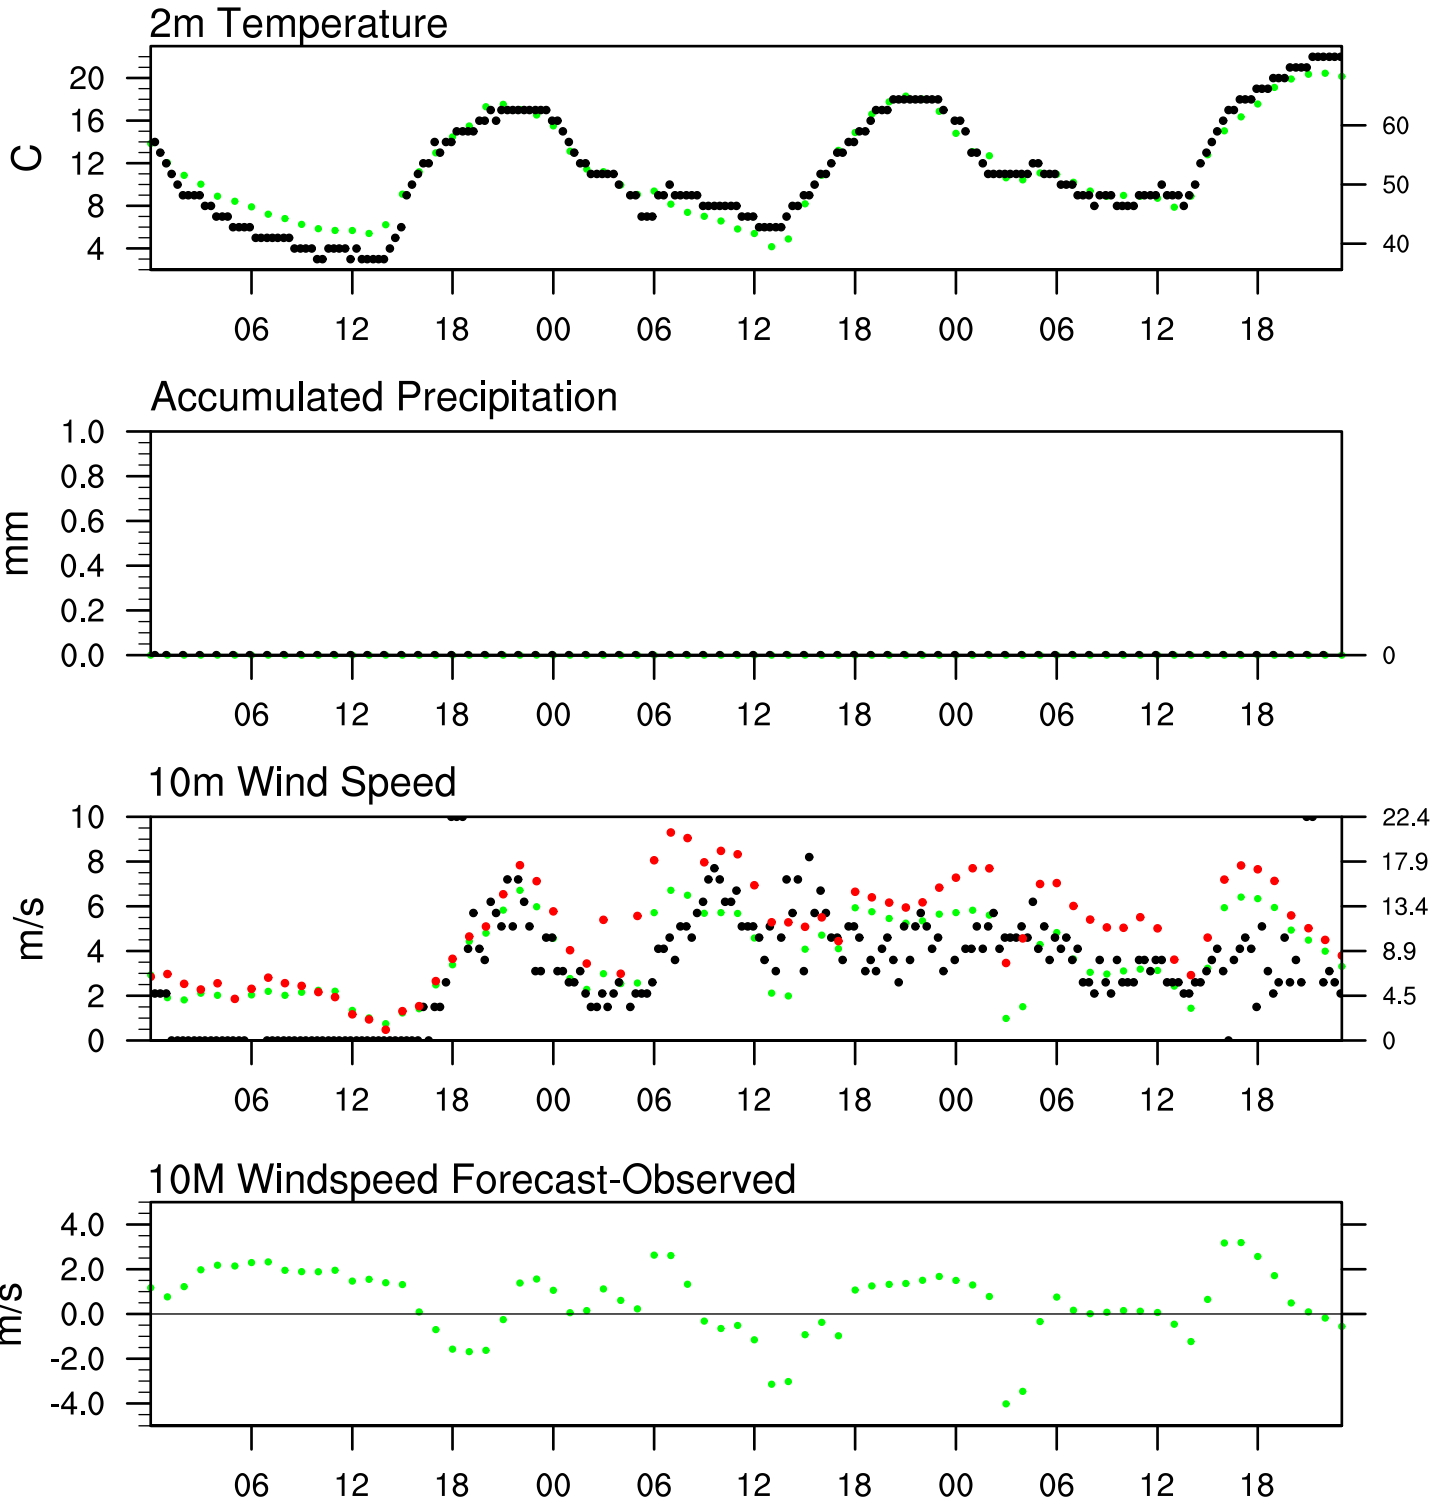 2m Temperature
C
20
16
12
8
4
60
50
40
06 12 18 00 06 12 18 00 06 12 18
Accumulated Precipitation
mm
1.0
0.8
0.6
0.4
0.2
0.0
0
06 12 18 00 06 12 18 00 06 12 18
10m Wind Speed
m/s
10
8
6
4
2
0
22.4
17.9
13.4
8.9
4.5
0
06 12 18 00 06 12 18 00 06 12 18
10M Windspeed Forecast-Observed
m/s
4.0
2.0
0.0
-2.0
-4.0
06 12 18 00 06 12 18 00 06 12 18